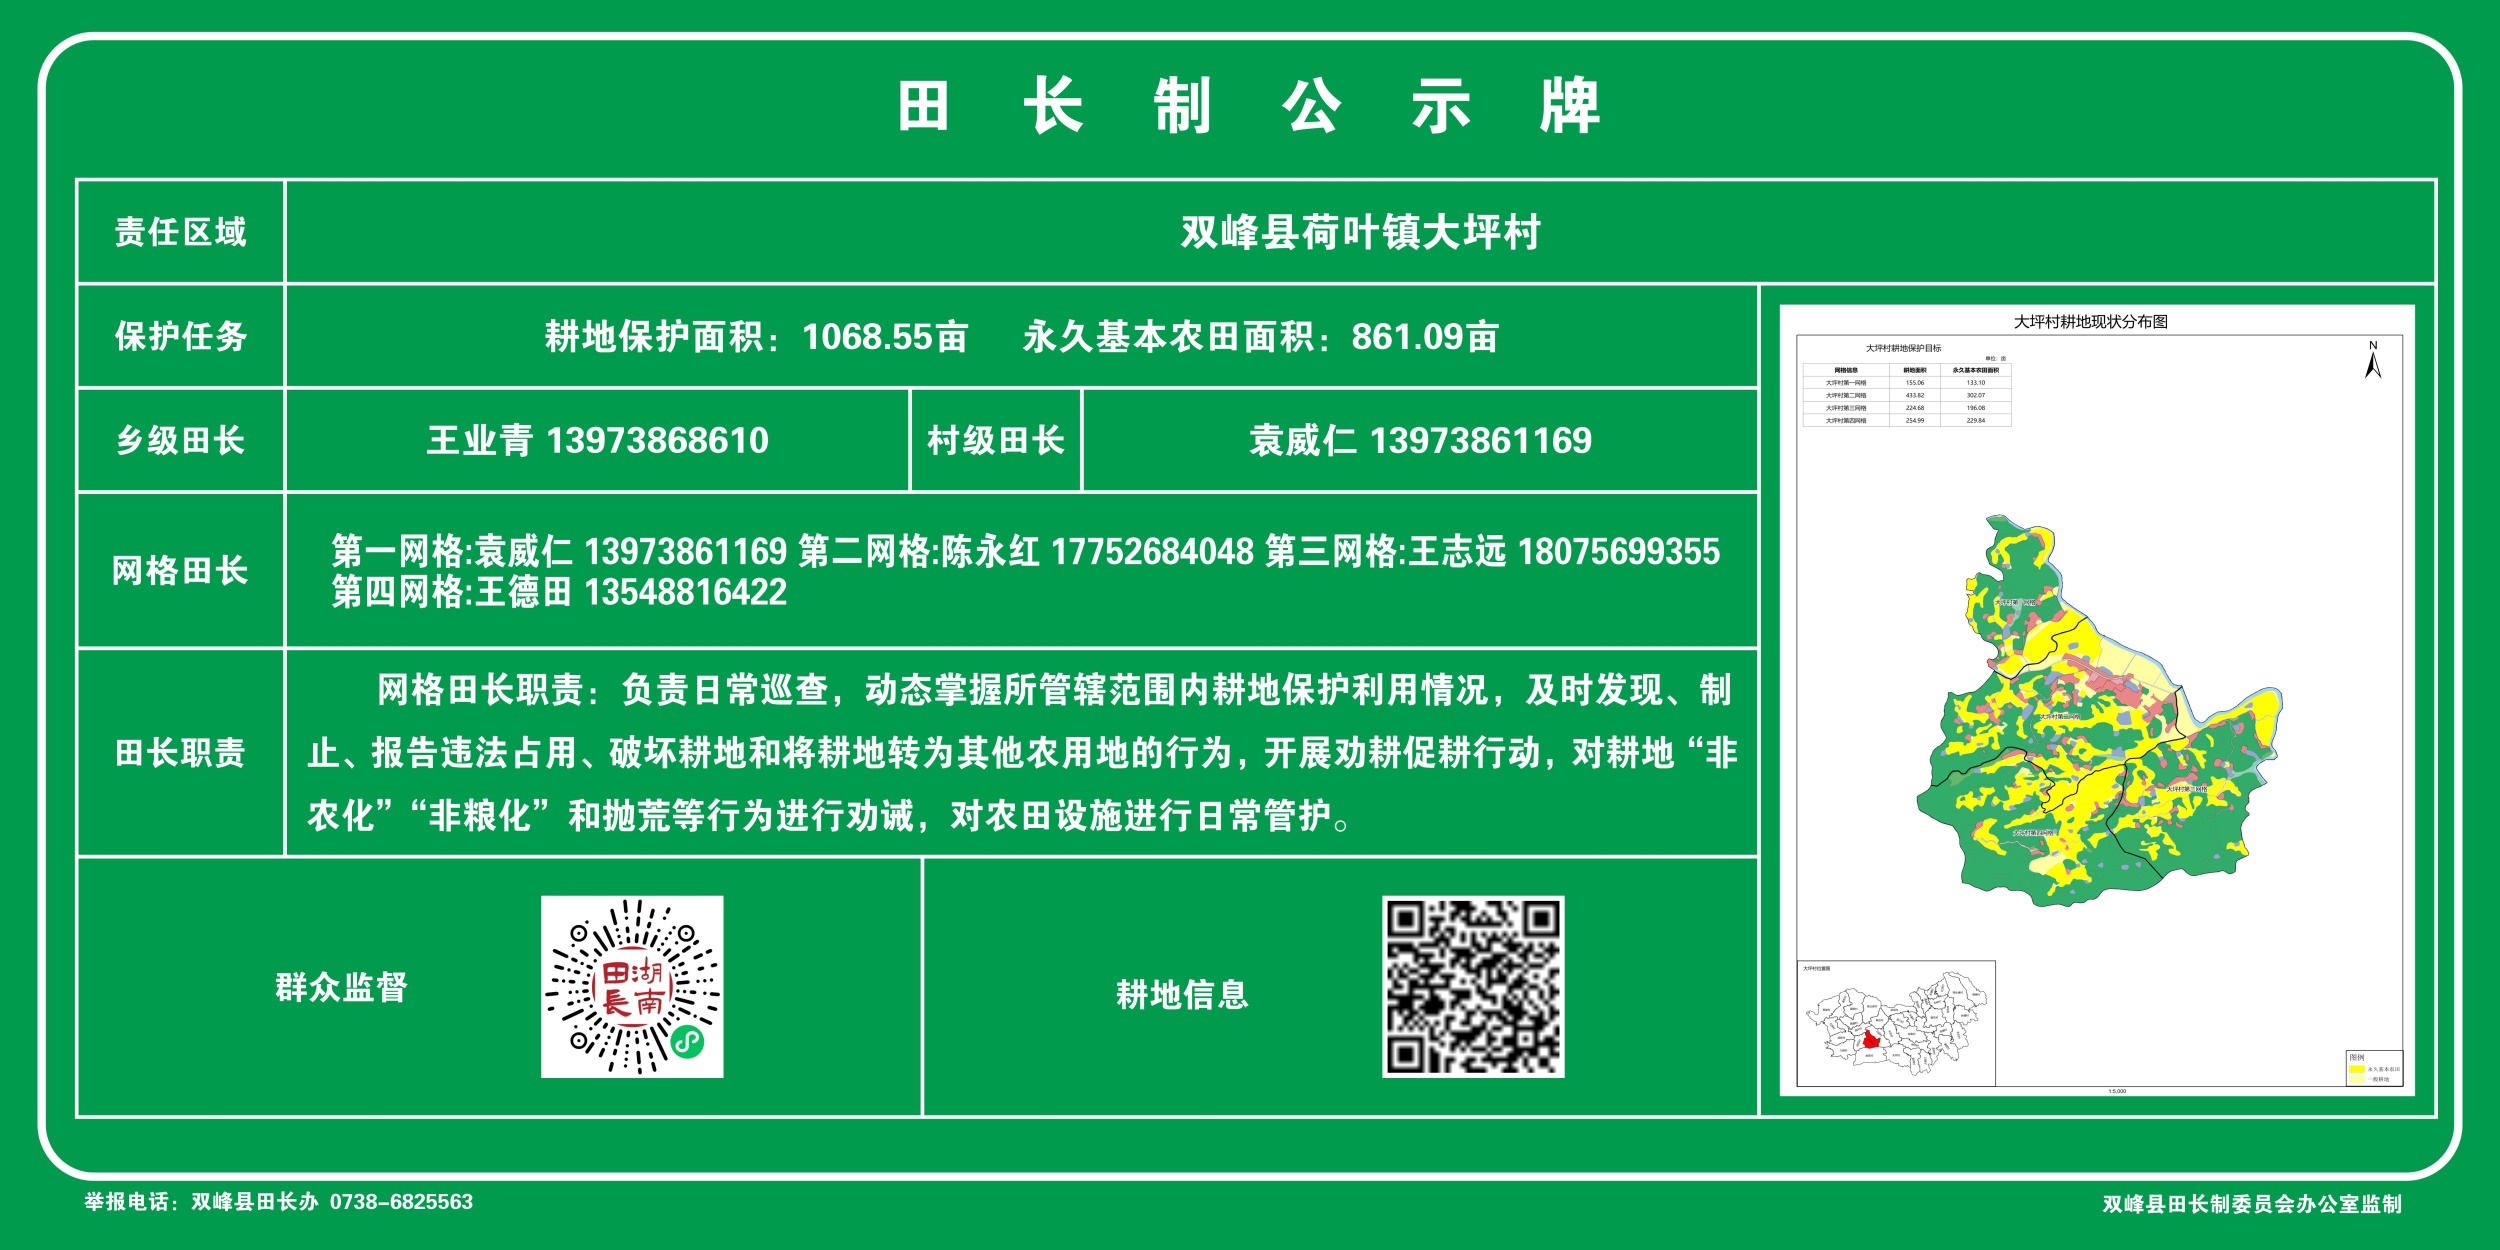 田长制公示牌
责任区域
双峰县荷叶镇大坪村
保护任务
耕地保护面积：1068.55亩 永久基本农田面积：861.09亩
乡级田长
王业青 13973868610
村级田长
袁威仁 13973861169
网格田长
第一网格:袁威仁 13973861169 第二网格:陈永红 17752684048 第三网格:王志远 18075699355
第四网格:王德田 13548816422
田长职责
网格田长职责：负责日常巡查，动态掌握所管辖范围内耕地保护利用情况，及时发现、制
止、报告违法占用、破坏耕地和将耕地转为其他农用地的行为，开展劝耕促耕行动，对耕地“非
农化”“非粮化”和抛荒等行为进行劝诫，对农田设施进行日常管护。
群众监督
湖南
田長
耕地信息
大坪村耕地现状分布图
大坪村耕地保护目标
单位：亩
网格信息 耕地面积 永久基本农田面积
大坪村第一网格 155.06 133.10
大坪村第二网格 433.82 302.07
大坪村第三网格 224.68 196.08
大坪村第四网格 254.99 229.84
N
大坪村第一网格
大坪村第二网格
大坪村第三网格
大坪村第四网格
大坪村位置图
图例
永久基本农田
一般耕地
1:5,000
举报电话：双峰县田长办 0738-6825563
双峰县田长制委员会办公室监制